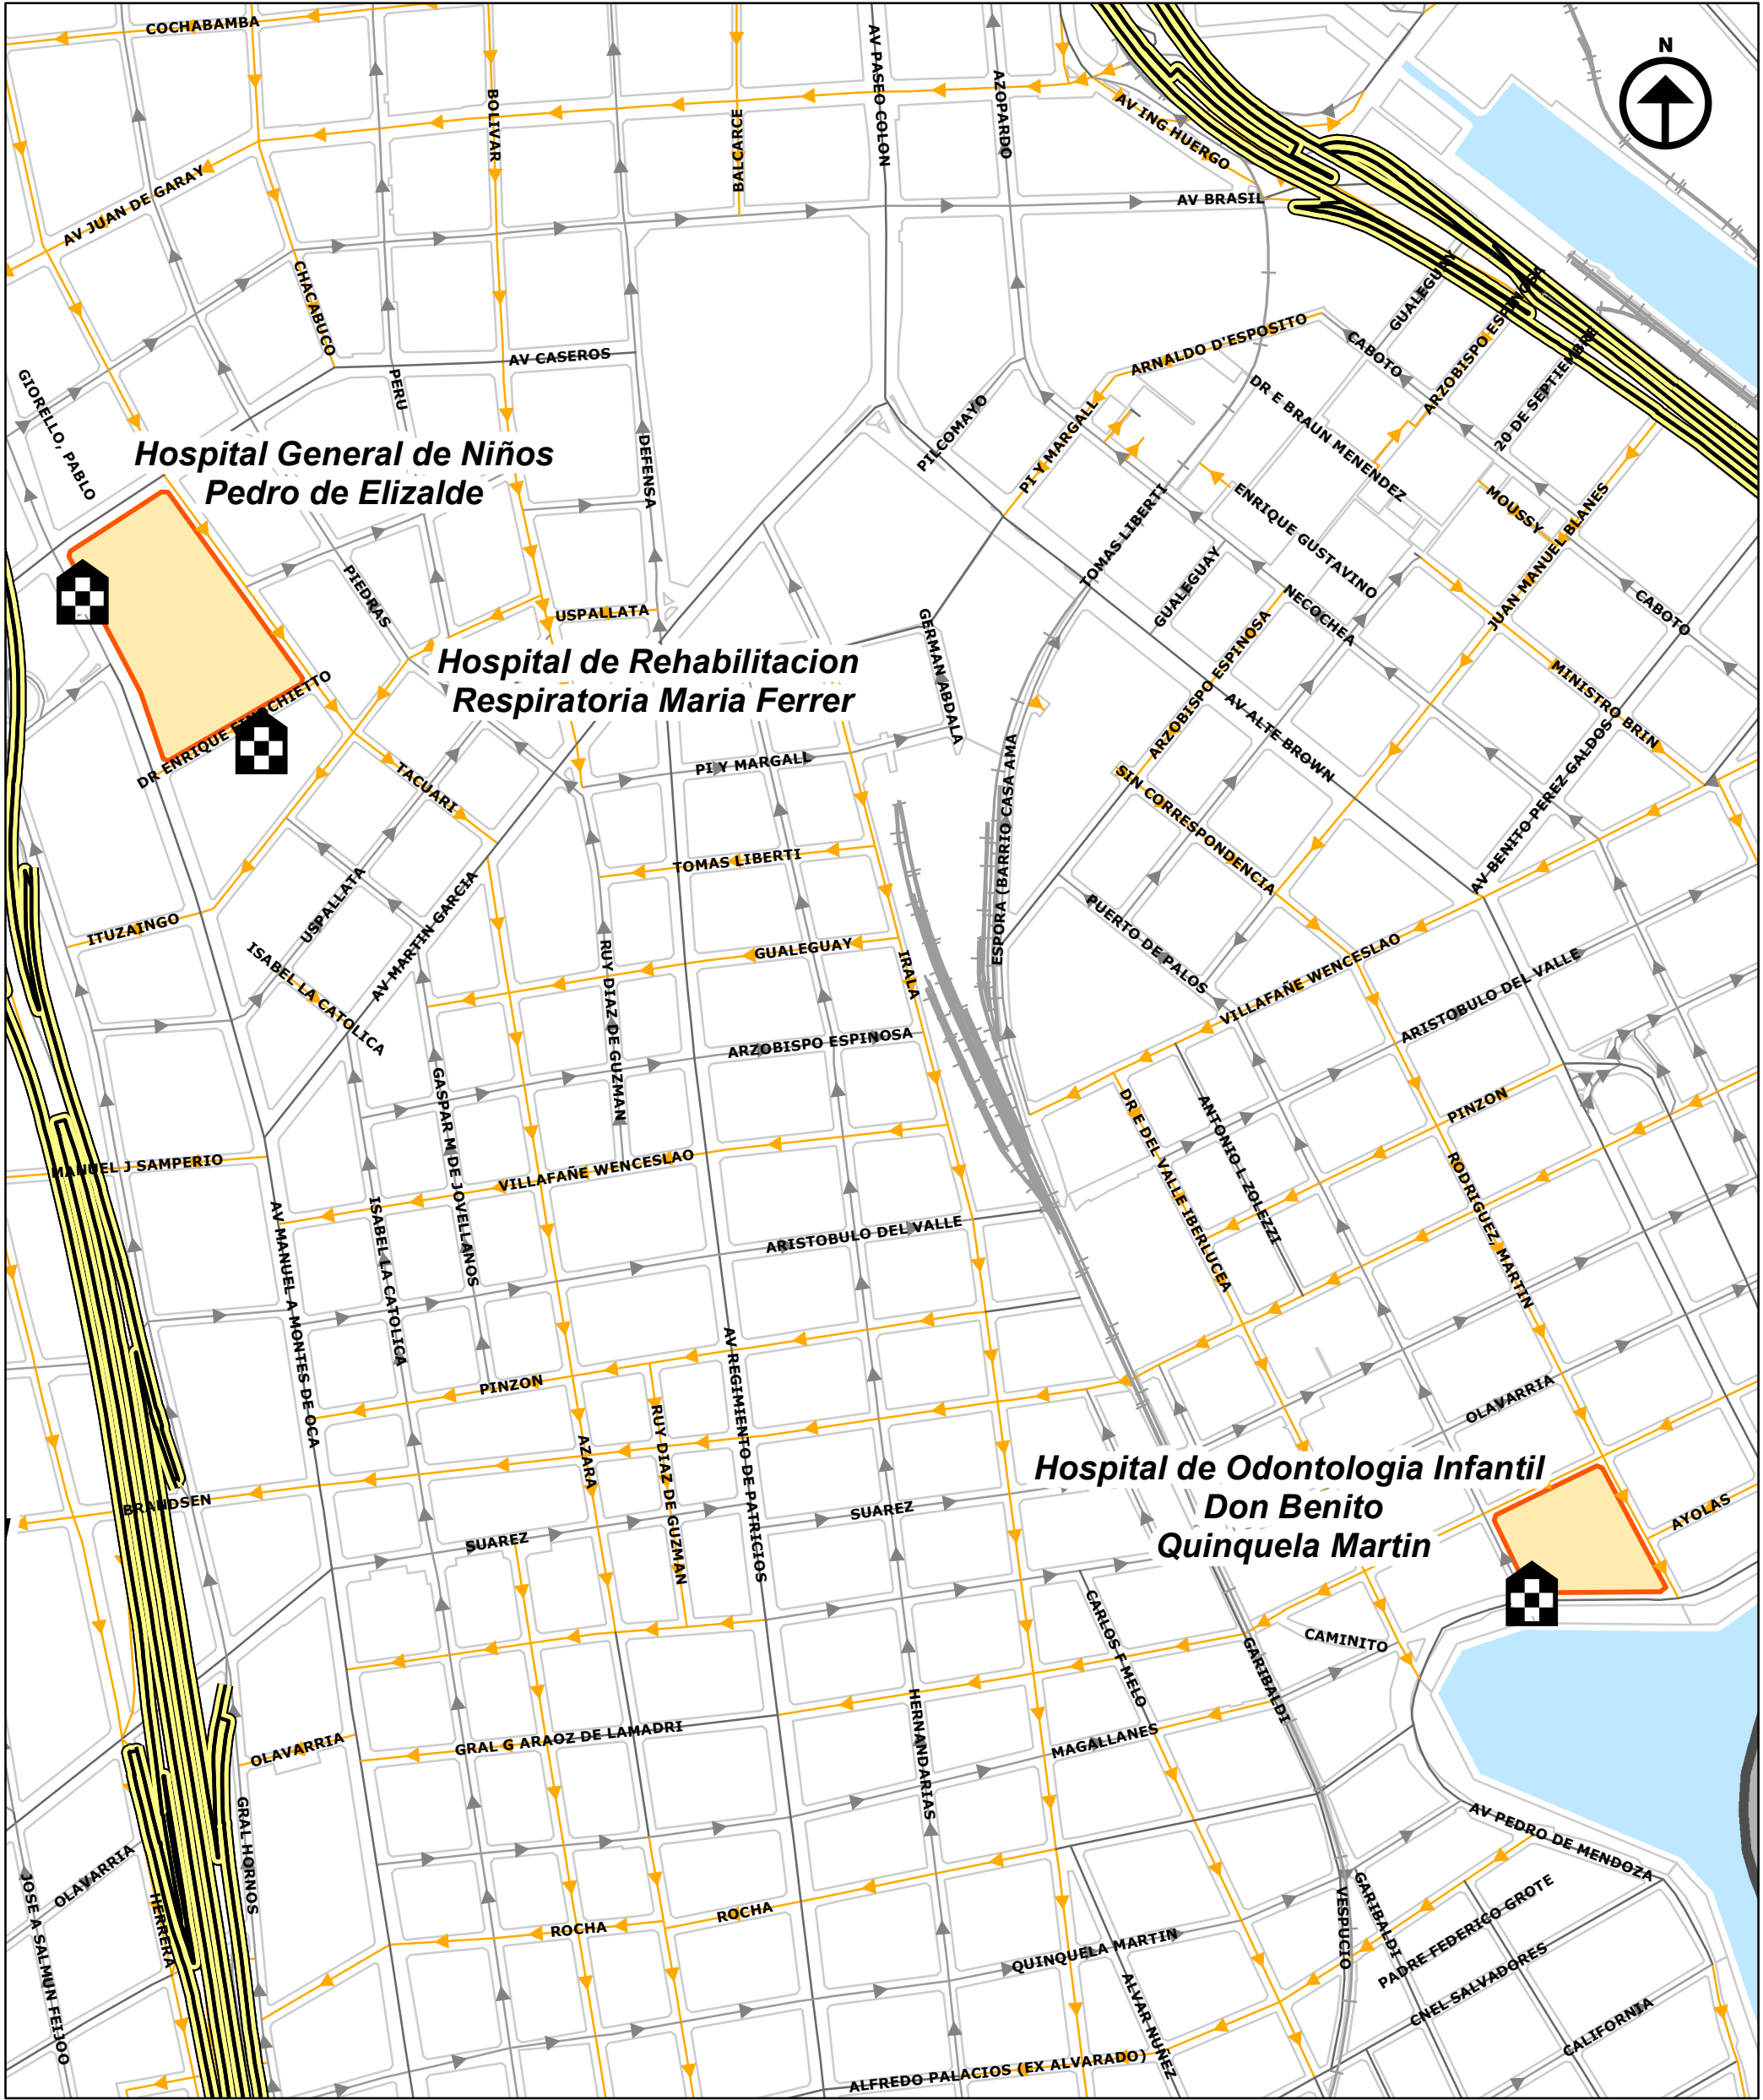 COCHABAMBA
BOLIVAR
BALCARCE
AV PASEO COLON
AZOPARDO
AV ING HUERGO
N
AV JUAN DE GARAY
AV BRASIL
CHACABUCO
AV CASEROS
PERU
GIORELLO, PABLO
DEFENSA
PILCOMAYO
PI Y MARGALL
ARNALDO D'ESPOSITO
CABOTO
GUALEGUAY
ARZOBISPO ESPINOSA
20 DE SEPTIEMBRE
DR E BRAUN MENENDEZ
Hospital General de Niños
Pedro de Elizalde
ENRIQUE GUSTAVINO
MOUSSY
JUAN MANUEL BLANES
TOMAS LIBERTI
GUALEGUAY
NECOCHEA
CABOTO
PIEDRAS
USPALLATA
GERMAN ABDALA
Hospital de Rehabilitacion
Respiratoria Maria Ferrer
ARZOBISPO ESPINOSA
AV ALTE BROWN
MINISTRO BRIN
DR ENRIQUE FINOCHIETTO
TACUARI
PI Y MARGALL
ESPORA (BARRIO CASA AMA
SIN CORRESPONDENCIA
AV BENITO PEREZ GALDOS
TOMAS LIBERTI
ITUZAINGO
USPALLATA
AV MARTIN GARCIA
ISABEL LA CATOLICA
RUY DIAZ DE GUZMAN
GUALEGUAY
IRALA
PUERTO DE PALOS
VILLAFAÑE WENCESLAO
ARISTOBULO DEL VALLE
ARZOBISPO ESPINOSA
GASPAR M DE JOVELLANOS
DR E DEL VALLE IBERLUCEA
ANTONIO L ZOLEZZI
PINZON
MANUEL J SAMPERIO
VILLAFAÑE WENCESLAO
RODRIGUEZ, MARTIN
AV MANUEL A MONTES DE OCA
ISABEL LA CATOLICA
ARISTOBULO DEL VALLE
PINZON
AV REGIMIENTO DE PATRICIOS
RUY DIAZ DE GUZMAN
AZARA
OLAVARRIA
BRANDSEN
SUAREZ
SUAREZ
Hospital de Odontologia Infantil
Don Benito
Quinquela Martin
AYOLAS
CARLOS F MELO
GARIBALDI
CAMINITO
OLAVARRIA
GRAL G ARAOZ DE LAMADRI
HERNANDARIAS
MAGALLANES
GRAL HORNOS
AV PEDRO DE MENDOZA
OLAVARRIA
JOSE A SALMUN FEIJOO
HERRERA
ROCHA
ROCHA
VESPUCIO
GARIBALDI
PADRE FEDERICO GROTE
QUINQUELA MARTIN
CNEL SALVADORES
ALVAR NUÑEZ
CALIFORNIA
ALFREDO PALACIOS (EX ALVARADO)